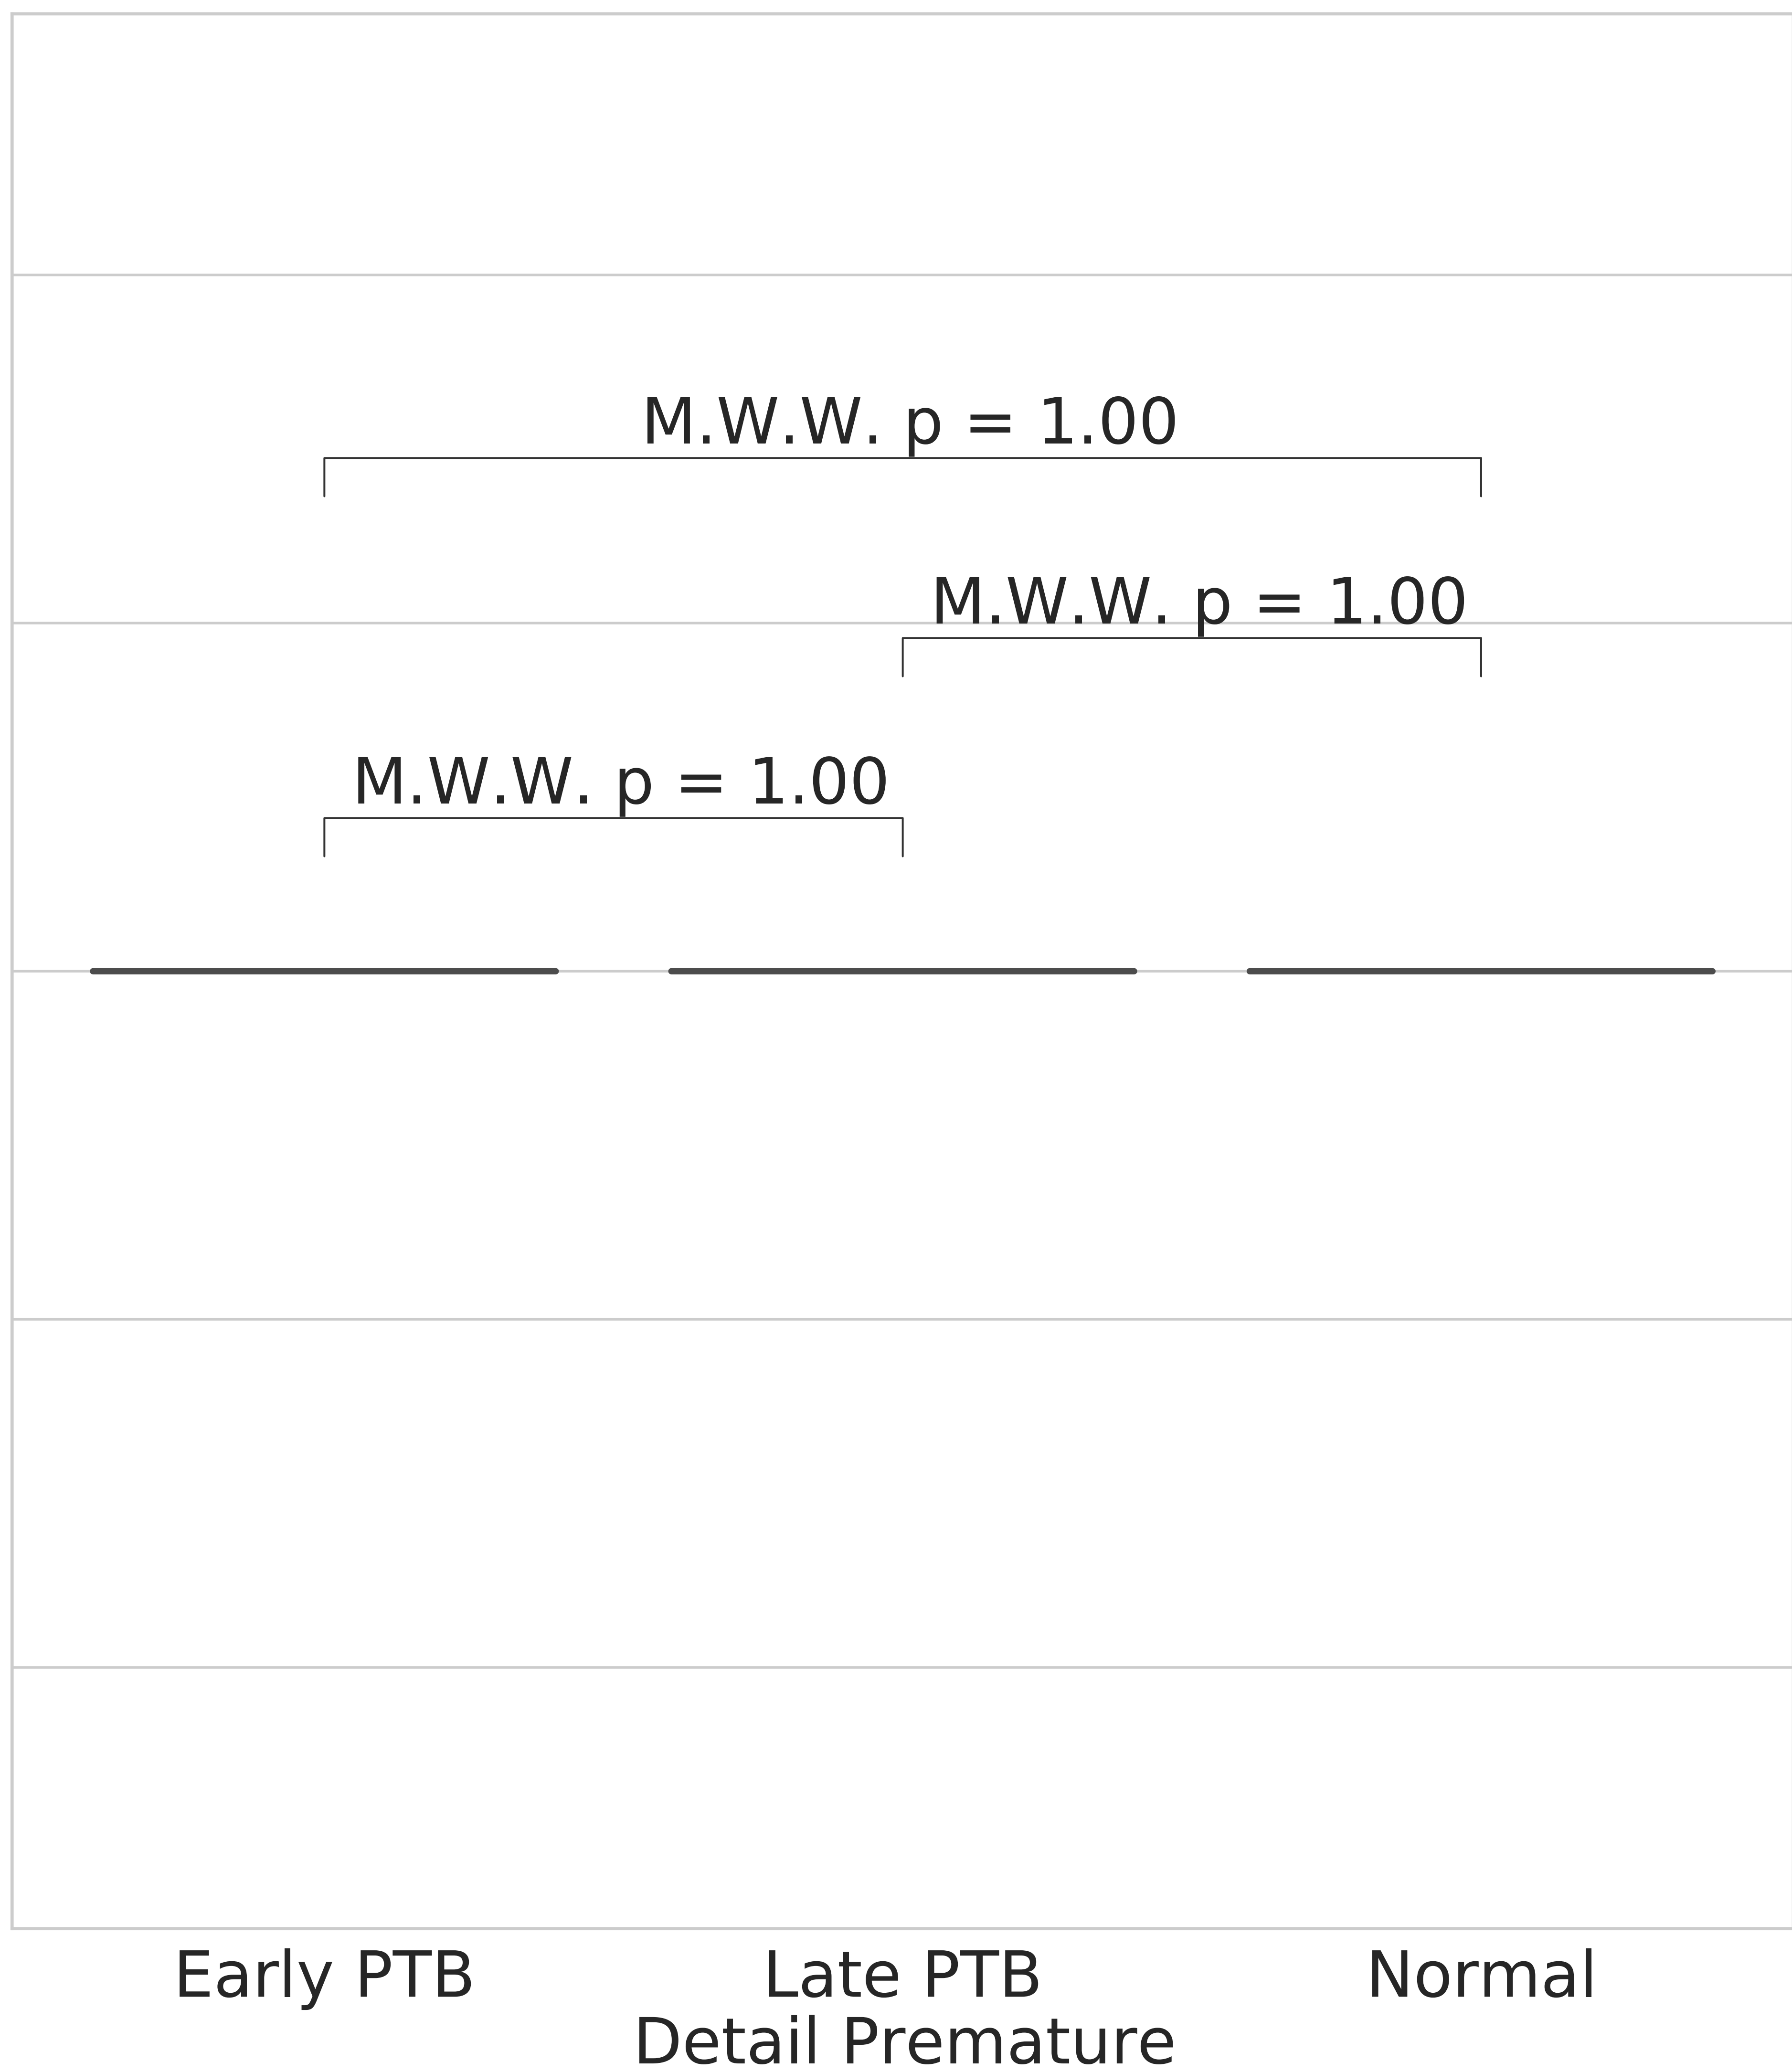 M.W.W. p = 1.00
M.W.W. p = 1.00
M.W.W. p = 1.00
Early PTB Late PTB Normal
Detail Premature